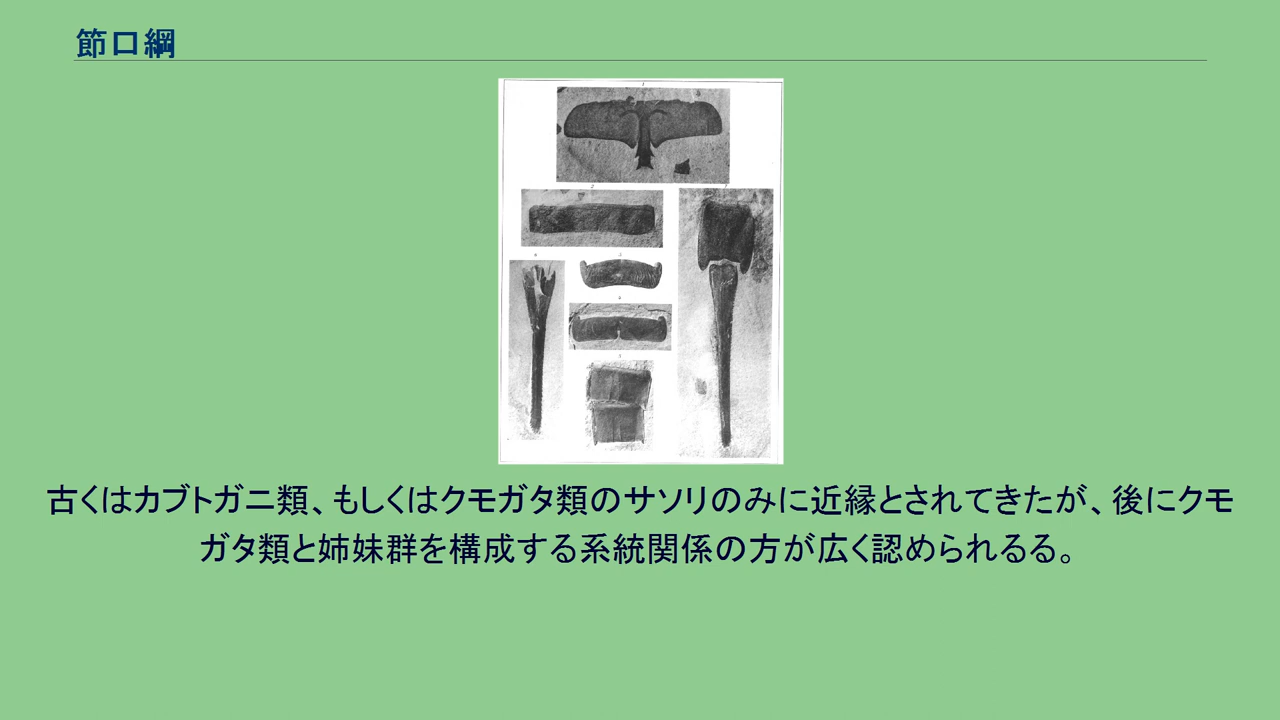 節口綱
古くはカブトガニ類、もしくはクモガタ類のサソリのみに近縁とされてきたが、後にクモ
ガタ類と姉妹群を構成する系統関係の方が広く認められるる。